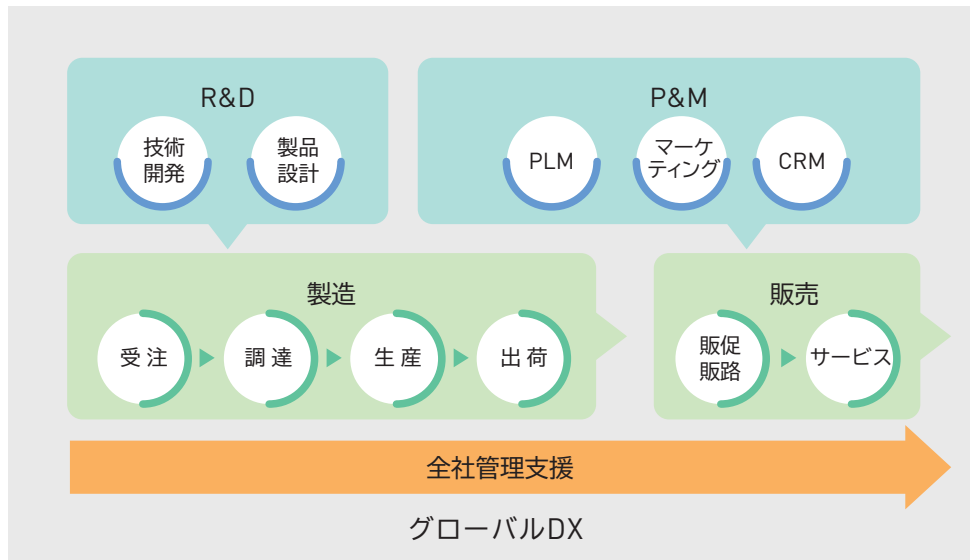 R&D
技術
開発
製品
設計
P&M
PLM
マーケ
ティング
CRM
製造
受注
調達
生産
出荷
販売
販促
販路
サービス
全社管理支援
グローバルDX